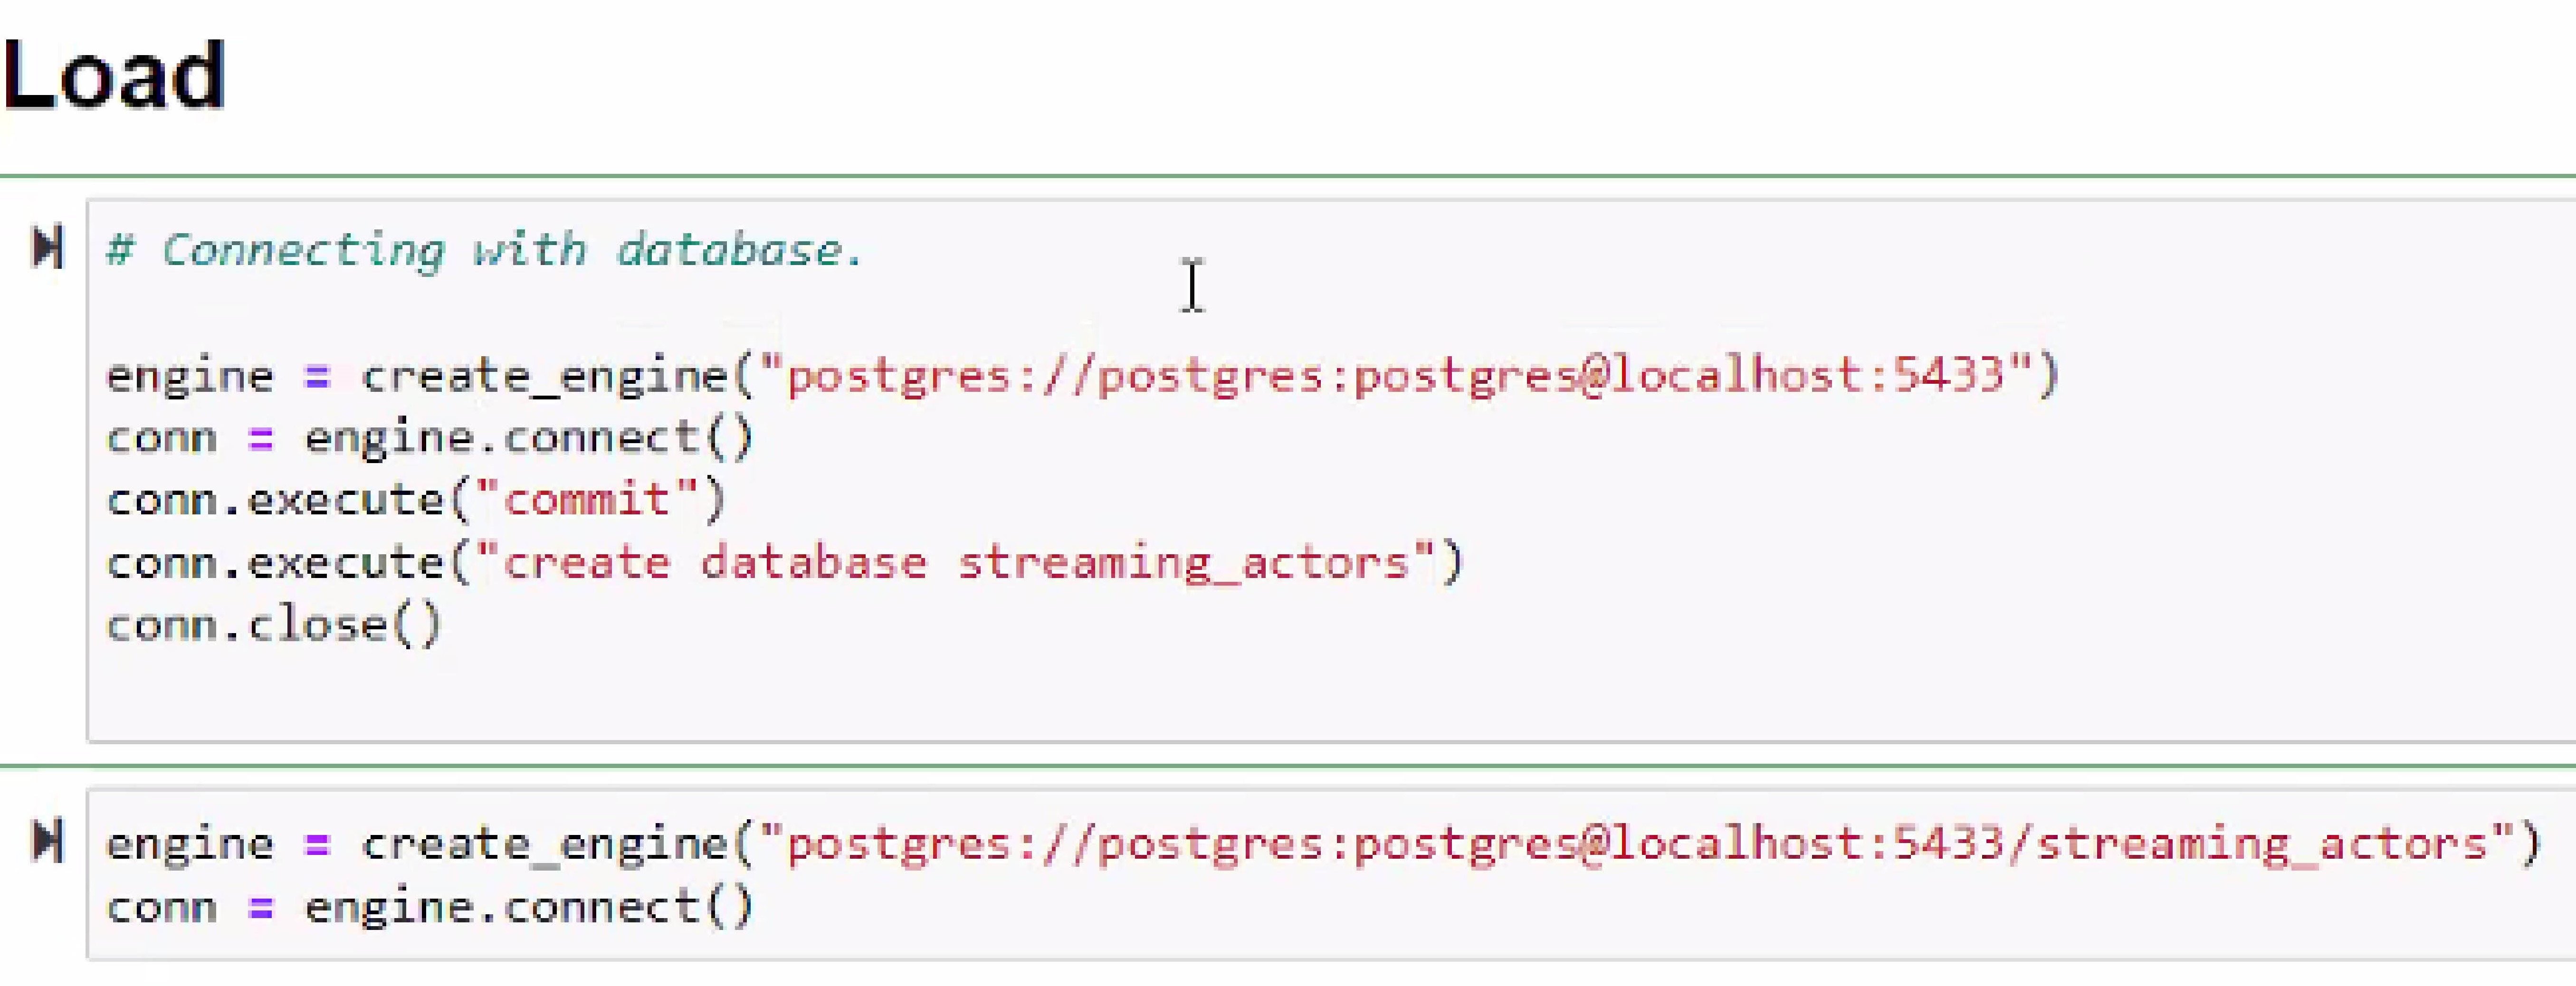 Load
# Connecting with database.
engine = create_engine("postgres://postgres:postgres@localhost:5433")
conn = engine.connect()
conn.execute("commit")
conn.execute("create database streaming_actors")
conn.close()
engine = create_engine("postgres://postgres:postgres@localhost:5433/streaming_actors")
conn = engine.connect()